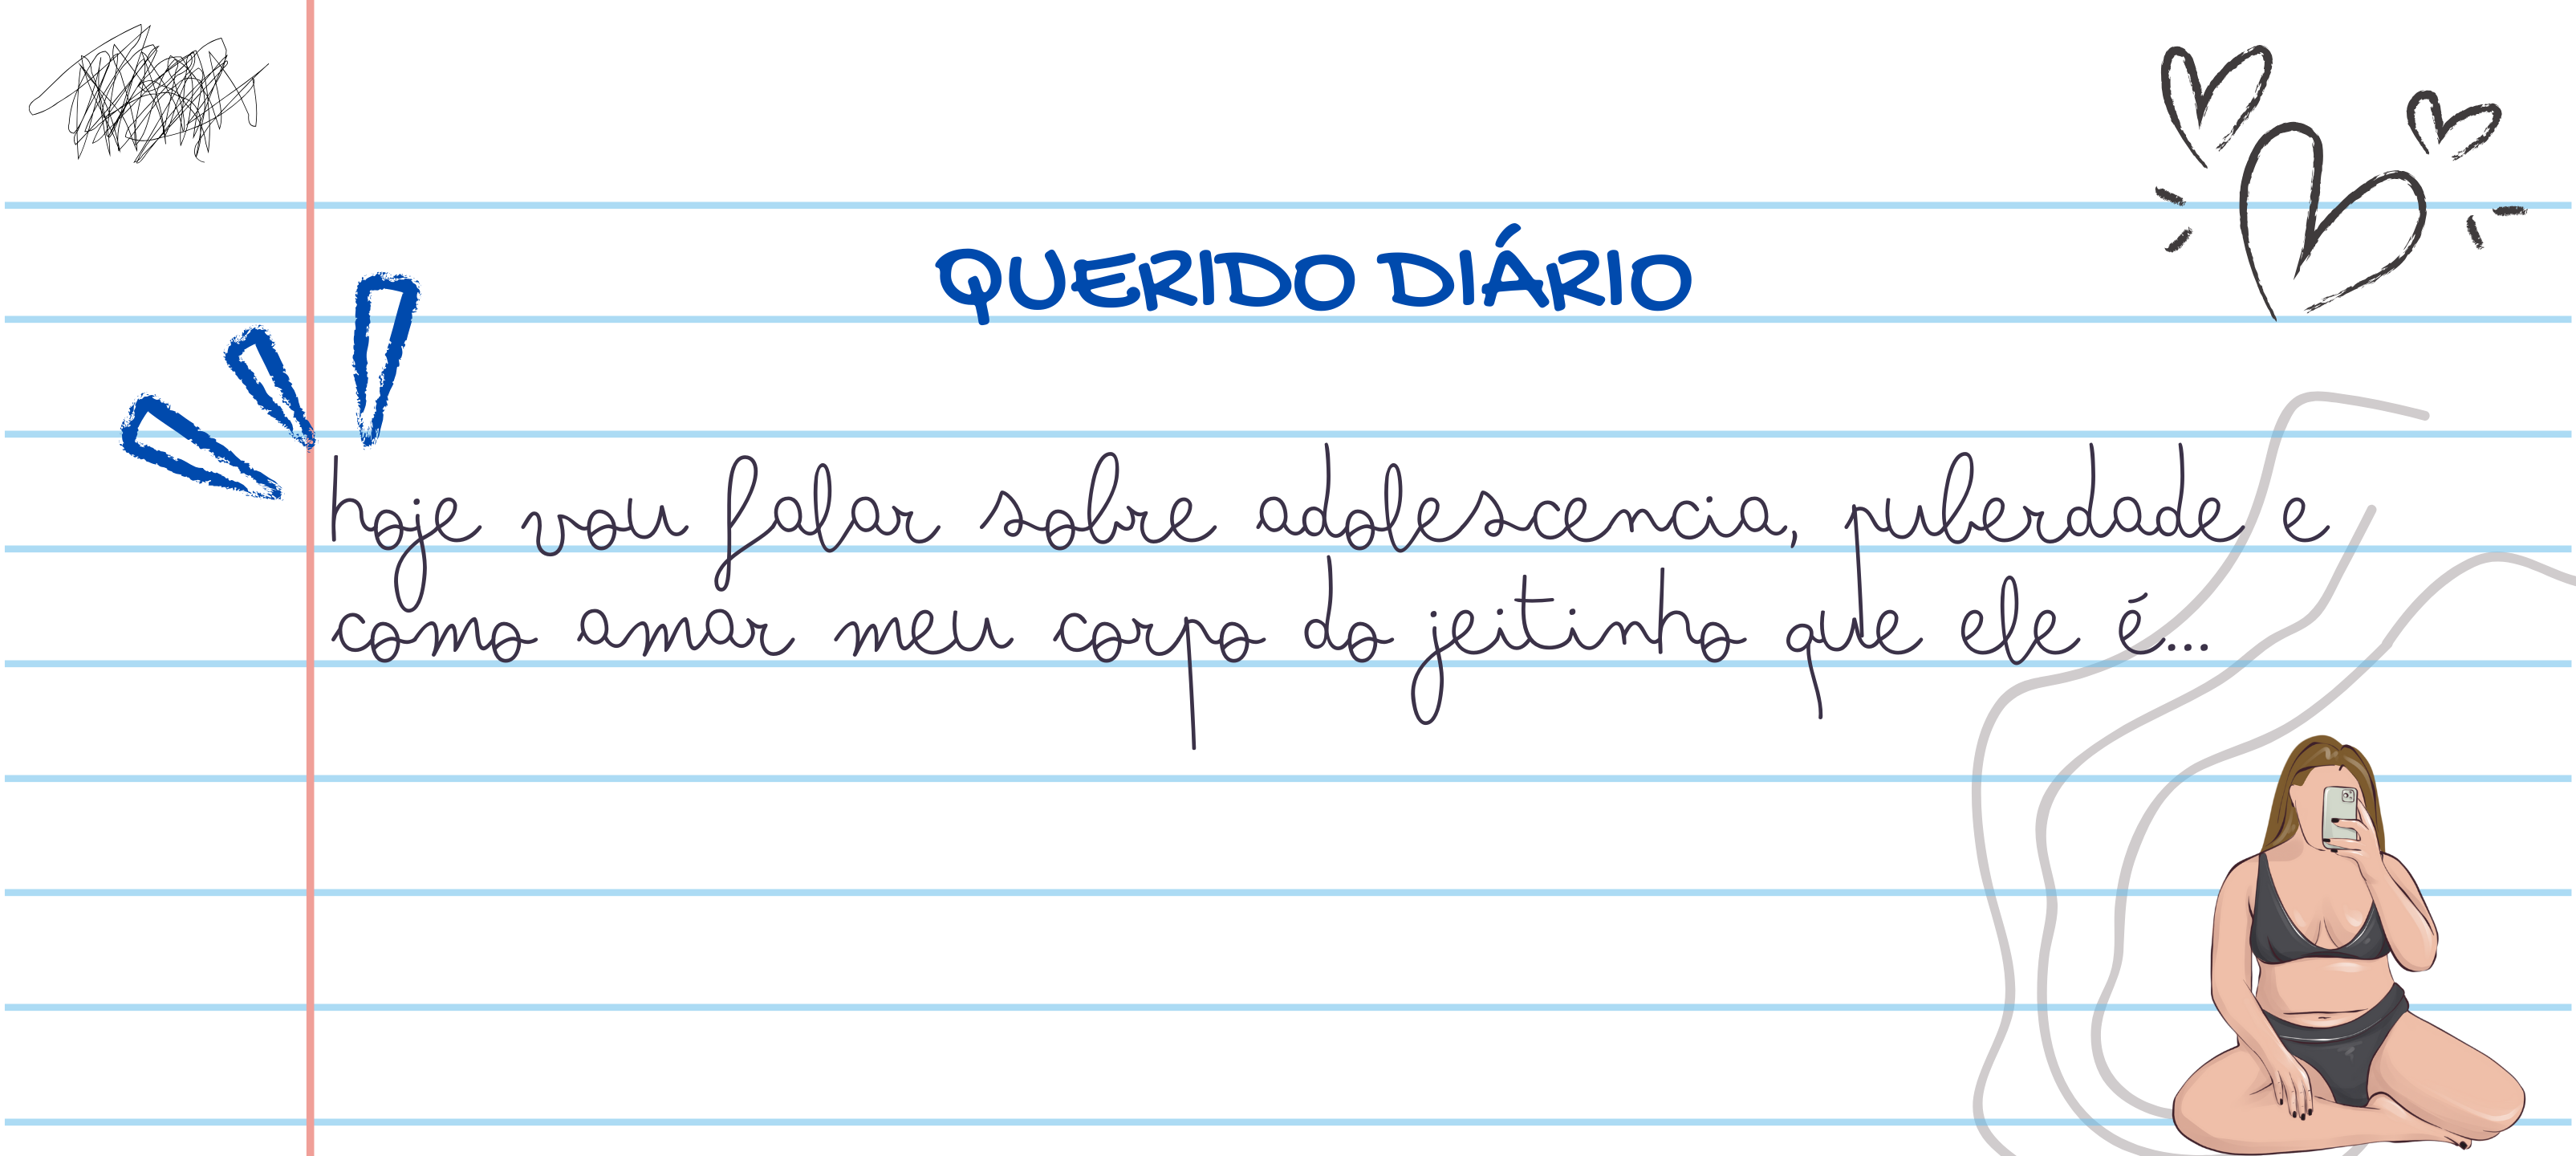 QUERIDO DIÁRIO
hoje vou falar sobre adolescencia, puberdade e
como amar meu corpo do jeitinho que ele é...